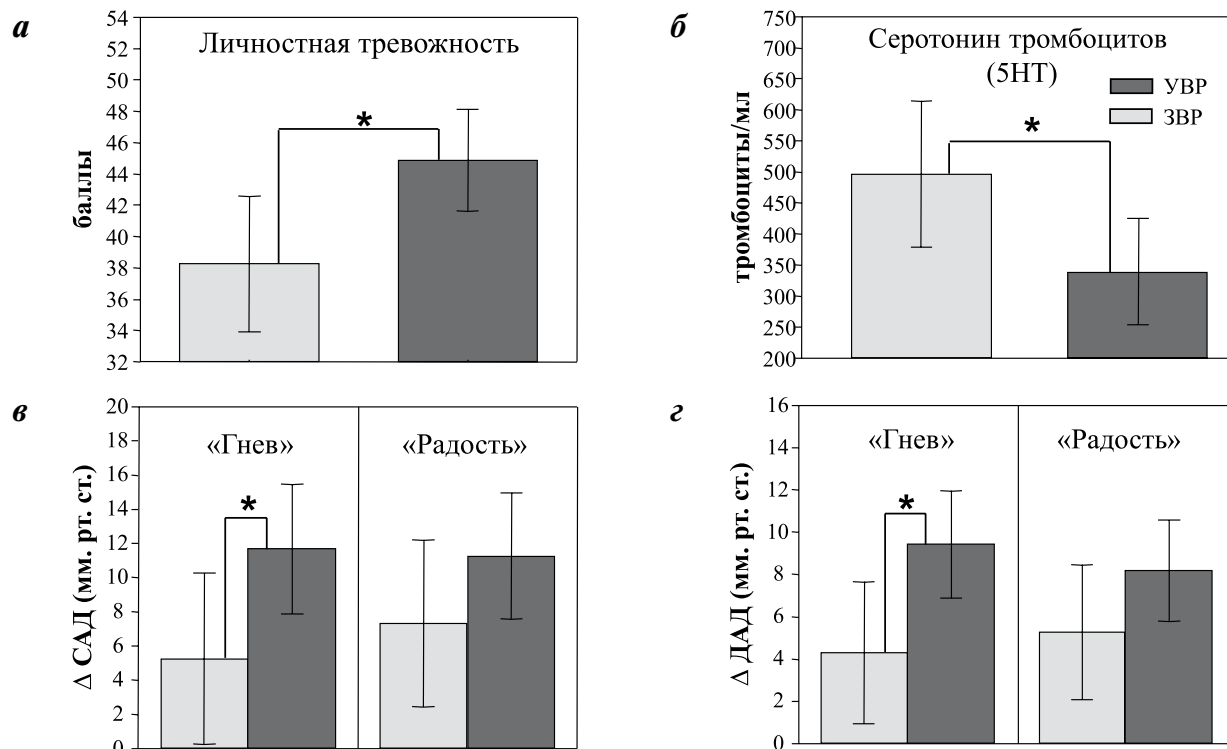 а
Личностная тревожность
баллы
54
52
50
48
46
44
42
40
38
36
34
32
*
б
Серотонин тромбоцитов
(5НТ)
тромбоциты/мл
750
700
650
600
550
500
450
400
350
300
250
200
УВР
ЗВР
*
в
Δ САД (мм. рт. ст.)
20
18
16
14
12
10
8
6
4
2
0
«Гнев»
«Радость»
*
г
Δ ДАД (мм. рт. ст.)
16
14
12
10
8
6
4
2
0
«Гнев»
«Радость»
*